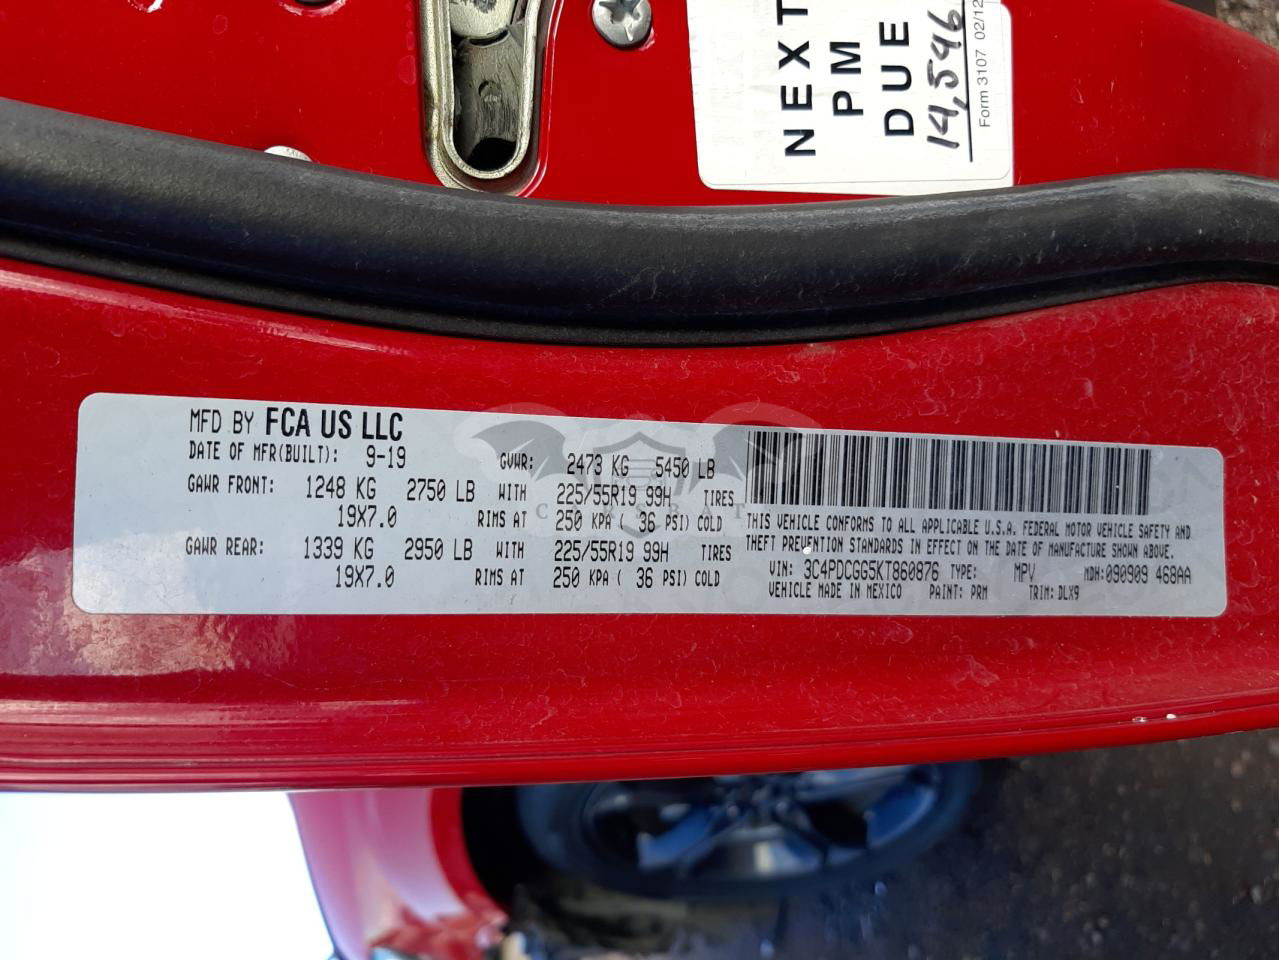 NEXT
PM
DUE
14,546
Form 3107 02/12
MFD BY FCA US LLC
DATE OF MFR(BUILT): 9-19 GVWR: 2473 KG 5450 LB
GAWR FRONT: 1248 KG 2750 LB WITH 225/55R19 99H TIRES
19X7.0 RIMS AT 250 KPA ( 36 PSI) COLD
GAWR REAR: 1339 KG 2950 LB WITH 225/55R19 99H TIRES
19X7.0 RIMS AT 250 KPA ( 36 PSI) COLD
THIS VEHICLE CONFORMS TO ALL APPLICABLE U.S.A. FEDERAL MOTOR VEHICLE SAFETY AND
THEFT PREVENTION STANDARDS IN EFFECT ON THE DATE OF MANUFACTURE SHOWN ABOVE.
VIN: 3C4PDCGG5KT860876 TYPE: MPV MDH:090909 468AA
VEHICLE MADE IN MEXICO PAINT: PRM TRIM: DLX9
CARSBAT